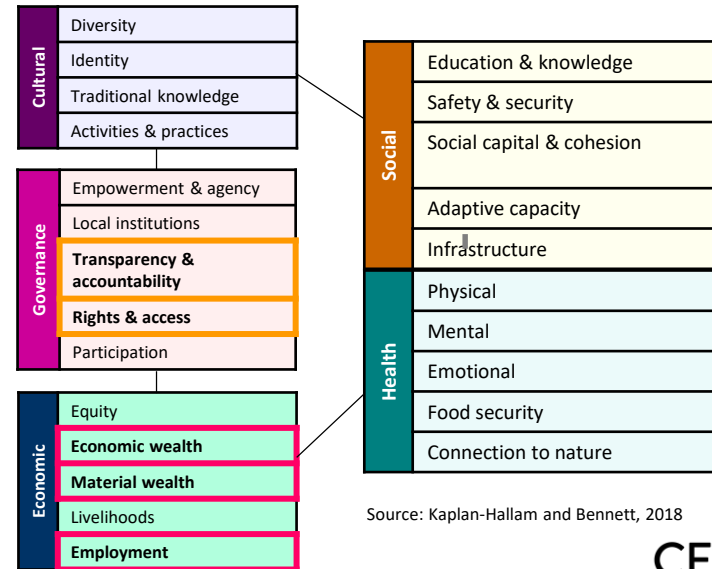 Cultural
Diversity
Identity
Traditional knowledge
Activities & practices
Governance
Empowerment & agency
Local institutions
Transparency &
accountability
Rights & access
Participation
Economic
Equity
Economic wealth
Material wealth
Livelihoods
Employment
Social
Education & knowledge
Safety & security
Social capital & cohesion
Adaptive capacity
Infrastructure
Health
Physical
Mental
Emotional
Food security
Connection to nature
Source: Kaplan-Hallam and Bennett, 2018
CE